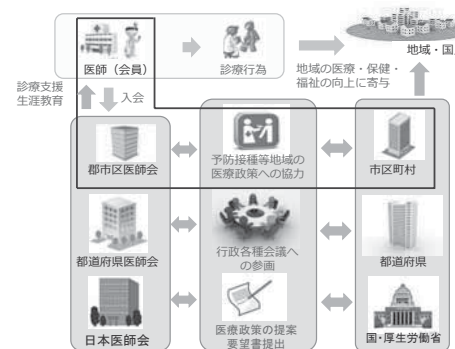 医師(会員)
診療行為
地域・国
診療支援
生涯教育
入会
地域の医療・保健・
福祉の向上に寄与
郡市区医師会
予防接種等地域の
医療政策への協力
市区町村
都道府県医師会
行政各種会議へ
の参画
都道府県
日本医師会
医療政策の提案
要望書提出
国・厚生労働省